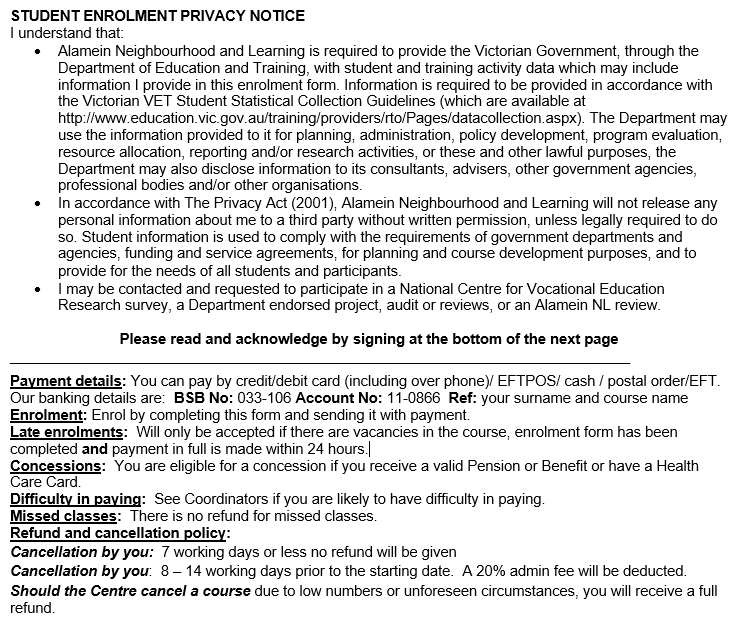 STUDENT ENROLMENT PRIVACY NOTICE
I understand that:
• Alamein Neighbourhood and Learning is required to provide the Victorian Government, through the
Department of Education and Training, with student and training activity data which may include
information I provide in this enrolment form. Information is required to be provided in accordance with
the Victorian VET Student Statistical Collection Guidelines (which are available at
http://www.education.vic.gov.au/training/providers/rto/Pages/datacollection.aspx). The Department may
use the information provided to it for planning, administration, policy development, program evaluation,
resource allocation, reporting and/or research activities, or these and other lawful purposes, the
Department may also disclose information to its consultants, advisers, other government agencies,
professional bodies and/or other organisations.
• In accordance with The Privacy Act (2001), Alamein Neighbourhood and Learning will not release any
personal information about me to a third party without written permission, unless legally required to do
so. Student information is used to comply with the requirements of government departments and
agencies, funding and service agreements, for planning and course development purposes, and to
provide for the needs of all students and participants.
• I may be contacted and requested to participate in a National Centre for Vocational Education
Research survey, a Department endorsed project, audit or reviews, or an Alamein NL review.
Please read and acknowledge by signing at the bottom of the next page
Payment details: You can pay by credit/debit card (including over phone)/ EFTPOS/ cash / postal order/EFT.
Our banking details are: BSB No: 033-106 Account No: 11-0866 Ref: your surname and course name
Enrolment: Enrol by completing this form and sending it with payment.
Late enrolments: Will only be accepted if there are vacancies in the course, enrolment form has been
completed and payment in full is made within 24 hours.
Concessions: You are eligible for a concession if you receive a valid Pension or Benefit or have a Health
Care Card.
Difficulty in paying: See Coordinators if you are likely to have difficulty in paying.
Missed classes: There is no refund for missed classes.
Refund and cancellation policy:
Cancellation by you: 7 working days or less no refund will be given
Cancellation by you: 8 – 14 working days prior to the starting date. A 20% admin fee will be deducted.
Should the Centre cancel a course due to low numbers or unforeseen circumstances, you will receive a full
refund.